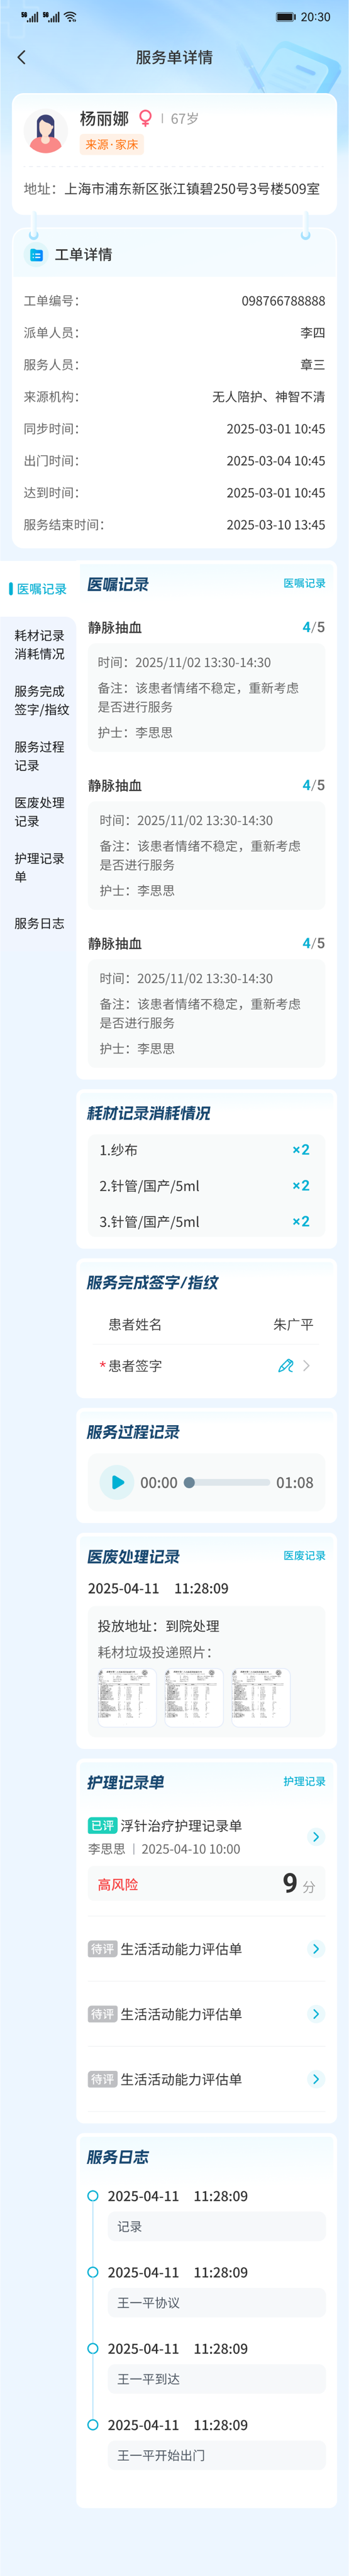 20:30
服务单详情
杨丽娜 67岁
来源·家床
地址：上海市浦东新区张江镇碧250号3号楼509室
工单详情
工单编号： 098766788888
派单人员： 李四
服务人员： 章三
来源机构： 无人陪护、神智不清
同步时间： 2025-03-01 10:45
出门时间： 2025-03-04 10:45
达到时间： 2025-03-01 10:45
服务结束时间： 2025-03-10 13:45
医嘱记录
耗材记录
消耗情况
服务完成
签字/指纹
服务过程
记录
医废处理
记录
护理记录
单
服务日志
医嘱记录 医嘱记录
静脉抽血 4/5
时间：2025/11/02 13:30-14:30
备注：该患者情绪不稳定，重新考虑
是否进行服务
护士：李思思
静脉抽血 4/5
时间：2025/11/02 13:30-14:30
备注：该患者情绪不稳定，重新考虑
是否进行服务
护士：李思思
静脉抽血 4/5
时间：2025/11/02 13:30-14:30
备注：该患者情绪不稳定，重新考虑
是否进行服务
护士：李思思
耗材记录消耗情况
1.纱布 ×2
2.针管/国产/5ml ×2
3.针管/国产/5ml ×2
服务完成签字/指纹
患者姓名 朱广平
*患者签字
服务过程记录
00:00 01:08
医废处理记录 医废记录
2025-04-11 11:28:09
投放地址：到院处理
耗材垃圾投递照片：
护理记录单 护理记录
已评 浮针治疗护理记录单
李思思 2025-04-10 10:00
高风险 9 分
待评 生活活动能力评估单
待评 生活活动能力评估单
待评 生活活动能力评估单
服务日志
2025-04-11 11:28:09
记录
2025-04-11 11:28:09
王一平协议
2025-04-11 11:28:09
王一平到达
2025-04-11 11:28:09
王一平开始出门